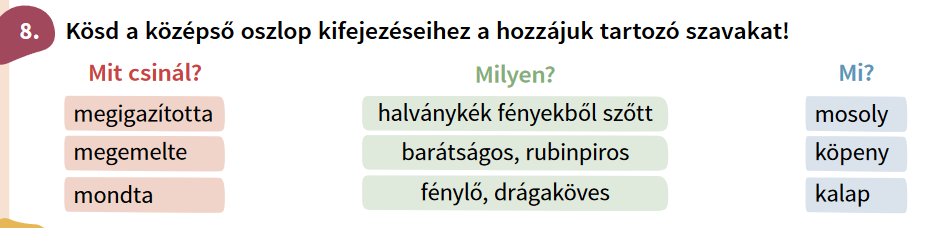 8. Kösd a középső oszlop kifejezéseihez a hozzájuk tartozó szavakat!
Mit csinál? Milyen? Mi?
megigazította halványkék fényekből szőtt mosoly
megemelte barátságos, rubinpiros köpeny
mondta fénylő, drágaköves kalap